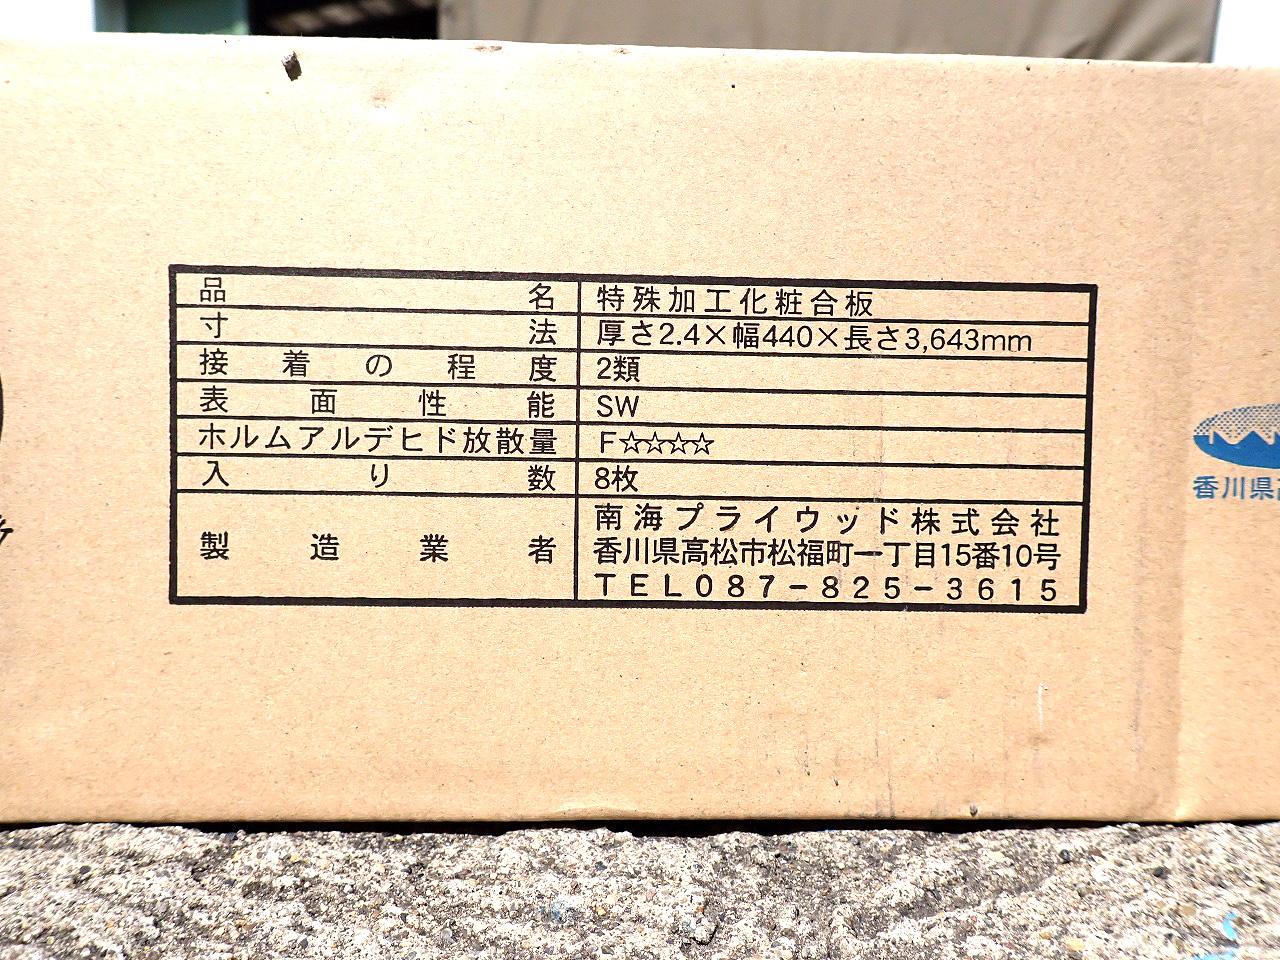 品名 特殊加工化粧合板
寸法 厚さ2.4×幅440×長さ3,643mm
接着の程度 2類
表面性能 SW
ホルムアルデヒド放散量 F☆☆☆☆
入り数 8枚
製造業者 南海プライウッド株式会社
香川県高松市松福町一丁目15番10号
TEL087-825-3615
香川県